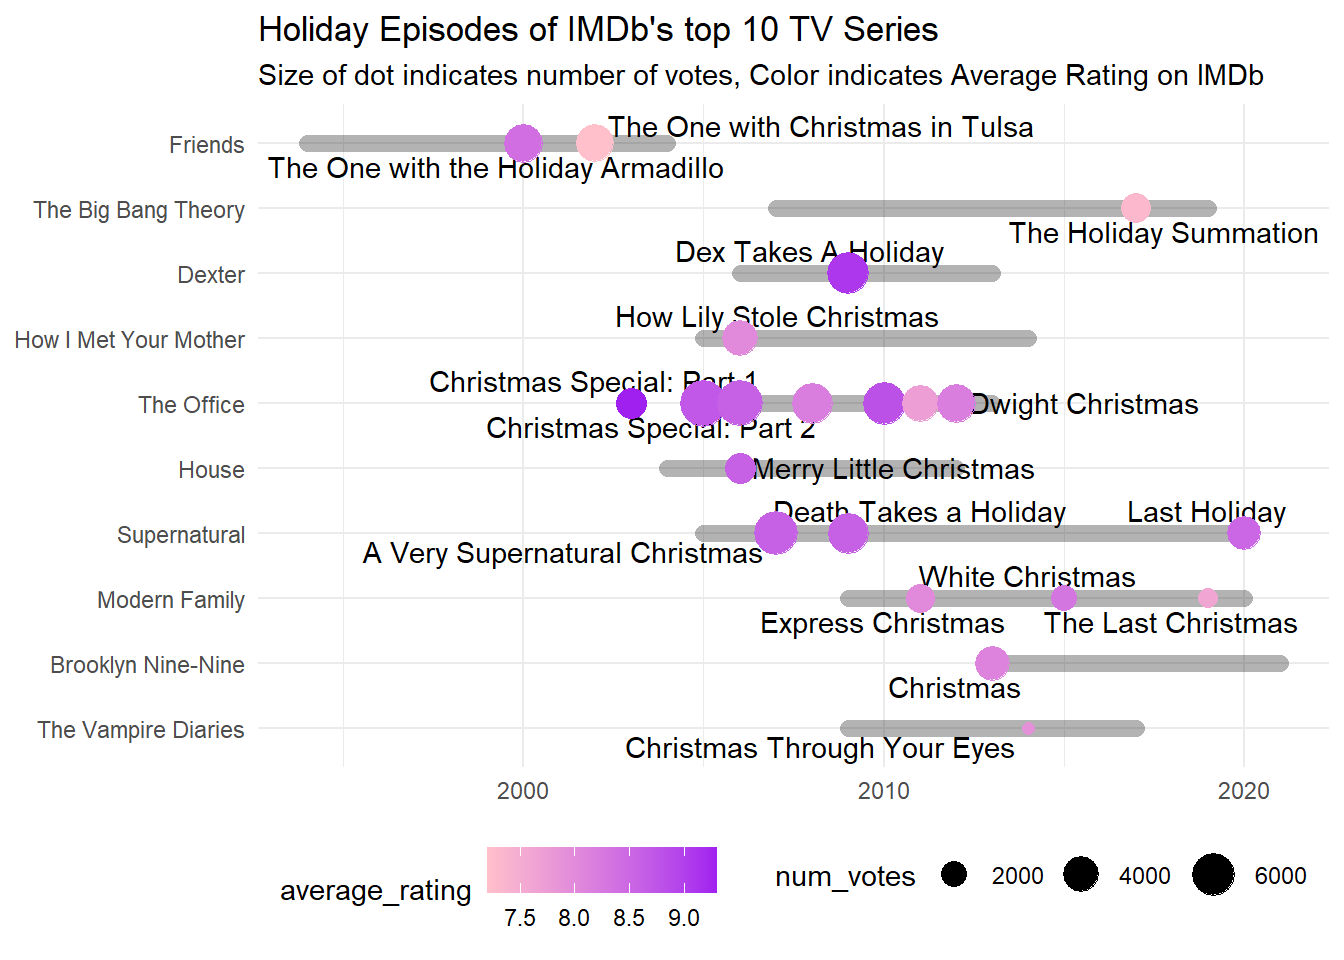 Holiday Episodes of IMDb's top 10 TV Series
Size of dot indicates number of votes, Color indicates Average Rating on IMDb
Friends
The One with Christmas in Tulsa
The One with the Holiday Armadillo
The Big Bang Theory
The Holiday Summation
Dex Takes A Holiday
Dexter
How Lily Stole Christmas
How I Met Your Mother
Christmas Special: Part 1
The Office
Dwight Christmas
Christmas Special: Part 2
House
Merry Little Christmas
Death Takes a Holiday
Last Holiday
Supernatural
A Very Supernatural Christmas
White Christmas
Modern Family
Express Christmas
The Last Christmas
Brooklyn Nine-Nine
Christmas
The Vampire Diaries
Christmas Through Your Eyes
2000
2010
2020
average_rating
7.5
8.0
8.5
9.0
num_votes
2000
4000
6000